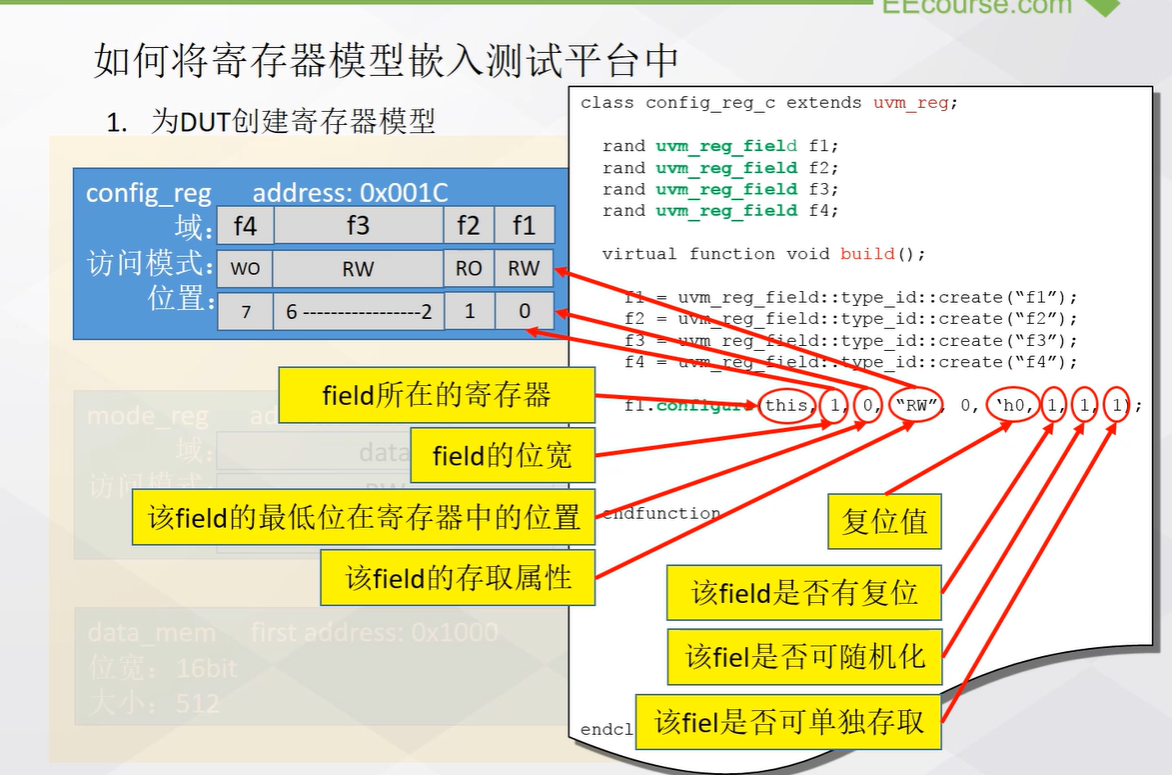 EEcourse.com
如何将寄存器模型嵌入测试平台中
1. 为DUT创建寄存器模型
config_reg address: 0x001C
域: f4 f3 f2 f1
访问模式: WO RW RO RW
位置: 7 6 -----------------2 1 0
mode_reg ad
域: data
访问模式: RW
data_mem first address: 0x1000
位宽: 16bit
大小: 512
class config_reg_c extends uvm_reg;
rand uvm_reg_field f1;
rand uvm_reg_field f2;
rand uvm_reg_field f3;
rand uvm_reg_field f4;
virtual function void build();
f1 = uvm_reg_field::type_id::create(“f1”);
f2 = uvm_reg_field::type_id::create(“f2”);
f3 = uvm_reg_field::type_id::create(“f3”);
f4 = uvm_reg_field::type_id::create(“f4”);
f1.configure(this, 1, 0, “RW”, 0, ‘h0, 1, 1, 1);
endfunction
endcl
field所在的寄存器
field的位宽
该field的最低位在寄存器中的位置
该field的存取属性
复位值
该field是否有复位
该fiel是否可随机化
该fiel是否可单独存取